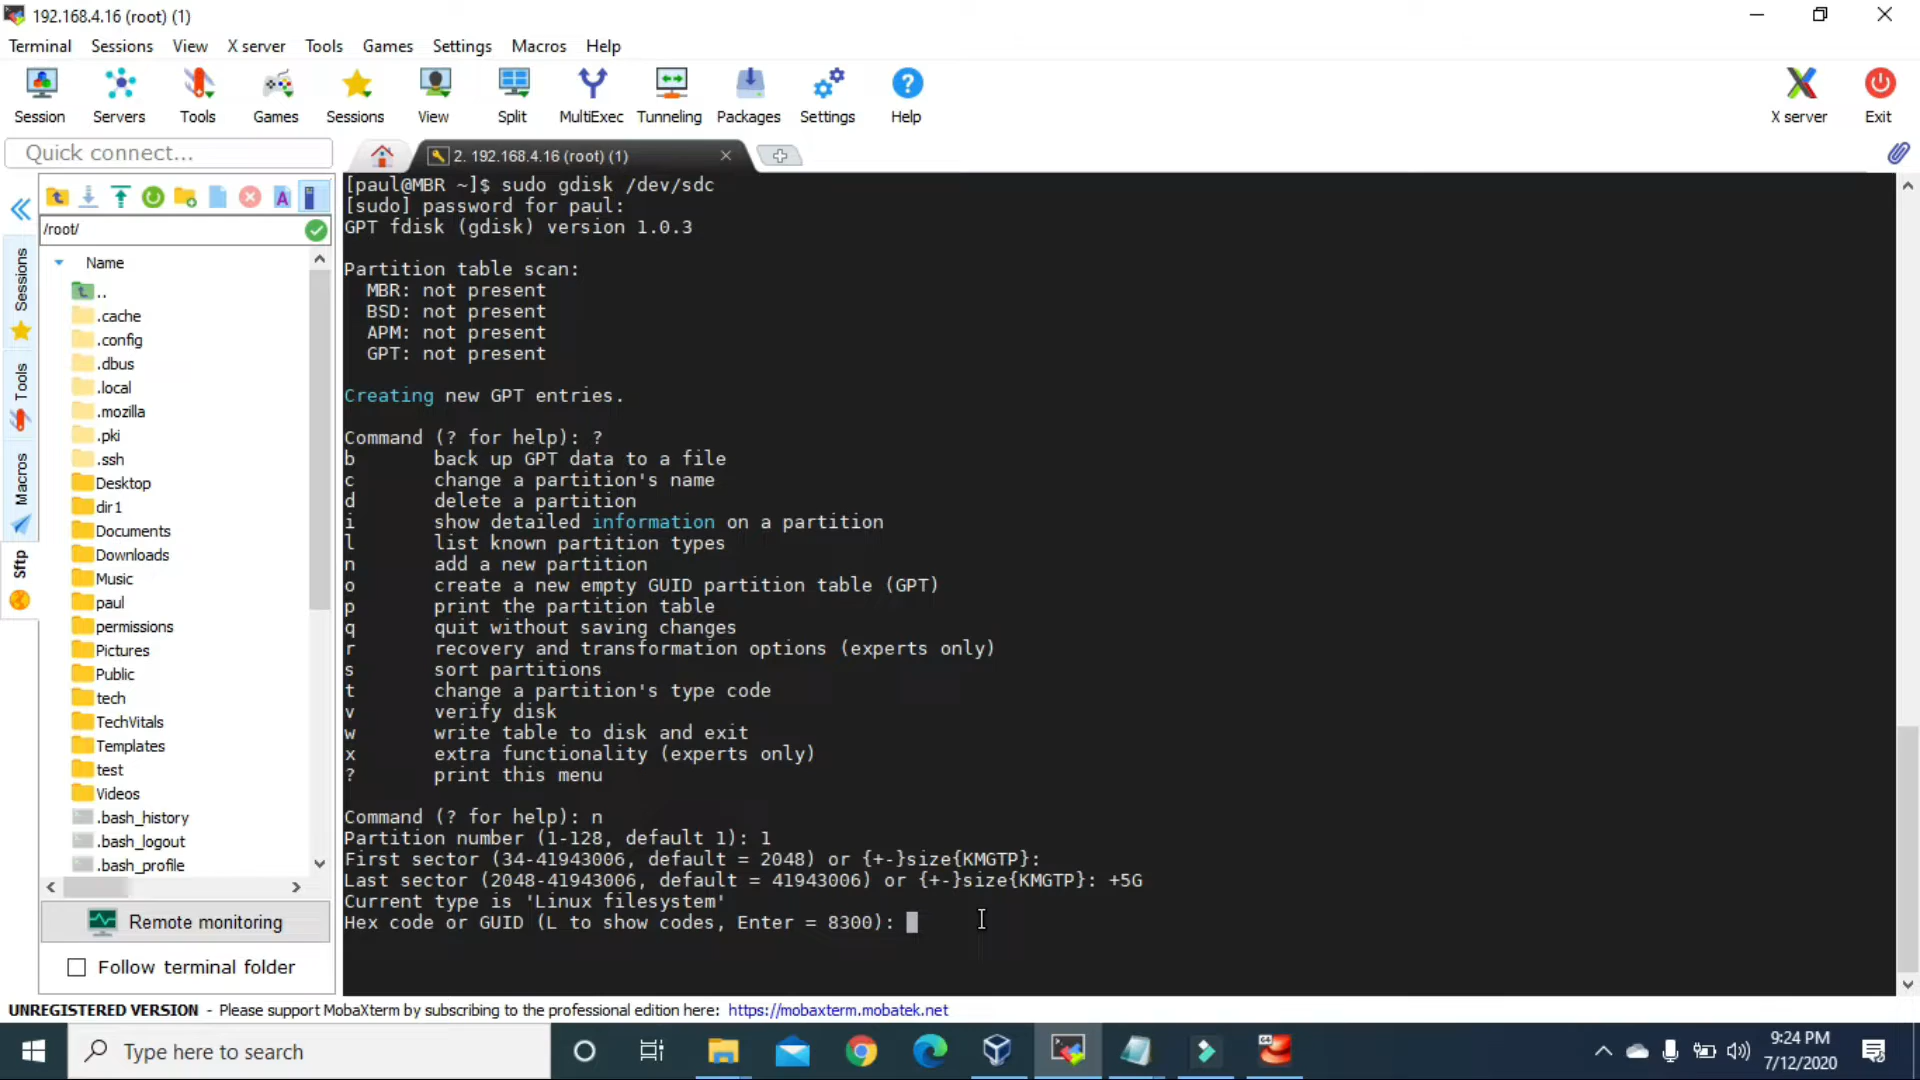 192.168.4.16 (root) (1)
Terminal Sessions View X server Tools Games Settings Macros Help
Session Servers Tools Games Sessions View Split MultiExec Tunneling Packages Settings Help X server Exit
Quick connect...
2. 192.168.4.16 (root) (1)
/root/
Name
..
.cache
.config
.dbus
.local
.mozilla
.pki
.ssh
Desktop
dir1
Documents
Downloads
Music
paul
permissions
Pictures
Public
tech
TechVitals
Templates
test
Videos
.bash_history
.bash_logout
.bash_profile
Sessions
Tools
Macros
Sftp
Remote monitoring
Follow terminal folder
[paul@MBR ~]$ sudo gdisk /dev/sdc
[sudo] password for paul:
GPT fdisk (gdisk) version 1.0.3
Partition table scan:
MBR: not present
BSD: not present
APM: not present
GPT: not present
Creating new GPT entries.
Command (? for help): ?
b back up GPT data to a file
c change a partition's name
d delete a partition
i show detailed information on a partition
l list known partition types
n add a new partition
o create a new empty GUID partition table (GPT)
p print the partition table
q quit without saving changes
r recovery and transformation options (experts only)
s sort partitions
t change a partition's type code
v verify disk
w write table to disk and exit
x extra functionality (experts only)
? print this menu
Command (? for help): n
Partition number (1-128, default 1): 1
First sector (34-41943006, default = 2048) or {+-}size{KMGTP}:
Last sector (2048-41943006, default = 41943006) or {+-}size{KMGTP}: +5G
Current type is 'Linux filesystem'
Hex code or GUID (L to show codes, Enter = 8300):
UNREGISTERED VERSION - Please support MobaXterm by subscribing to the professional edition here: https://mobaxterm.mobatek.net
Type here to search
9:24 PM
7/12/2020